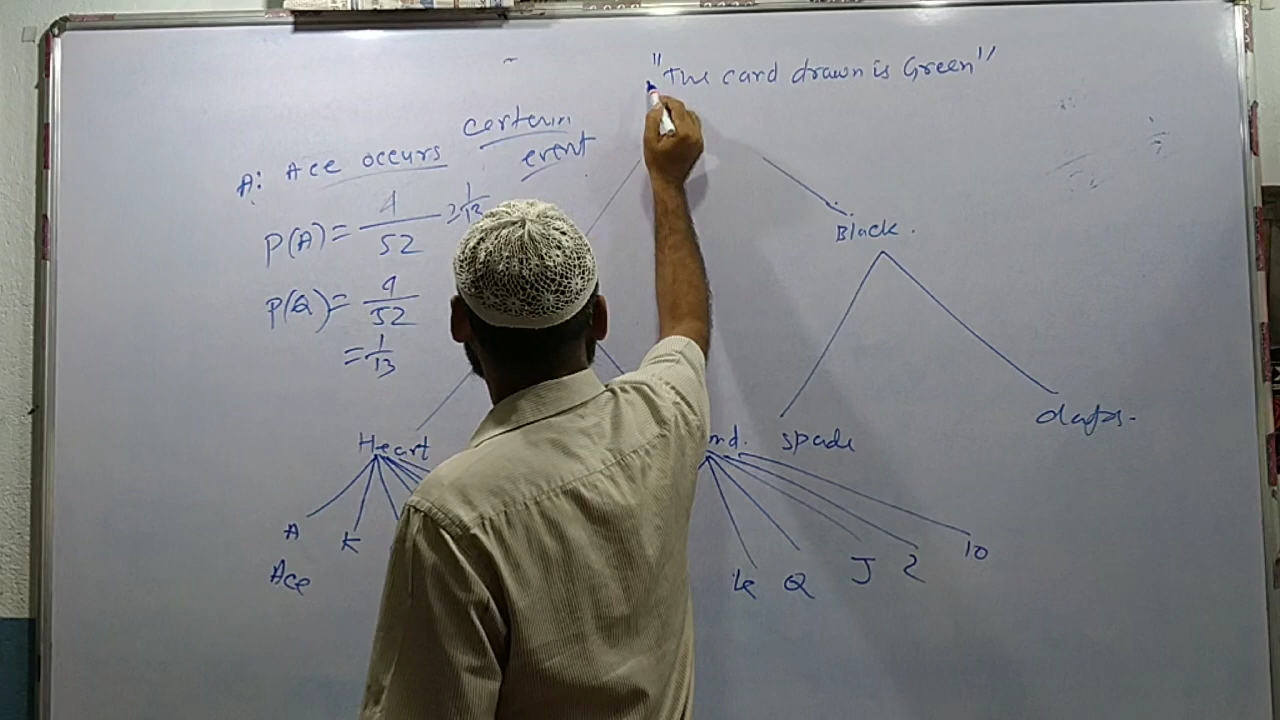 "The card drawn is Green"
certain
event
A: Ace occurs
P(A) = 4/52 = 1/13
P(Q) = 4/52
= 1/13
Black.
Heart
nd.
spade
A
K
Ace
K
Q
J
2
10